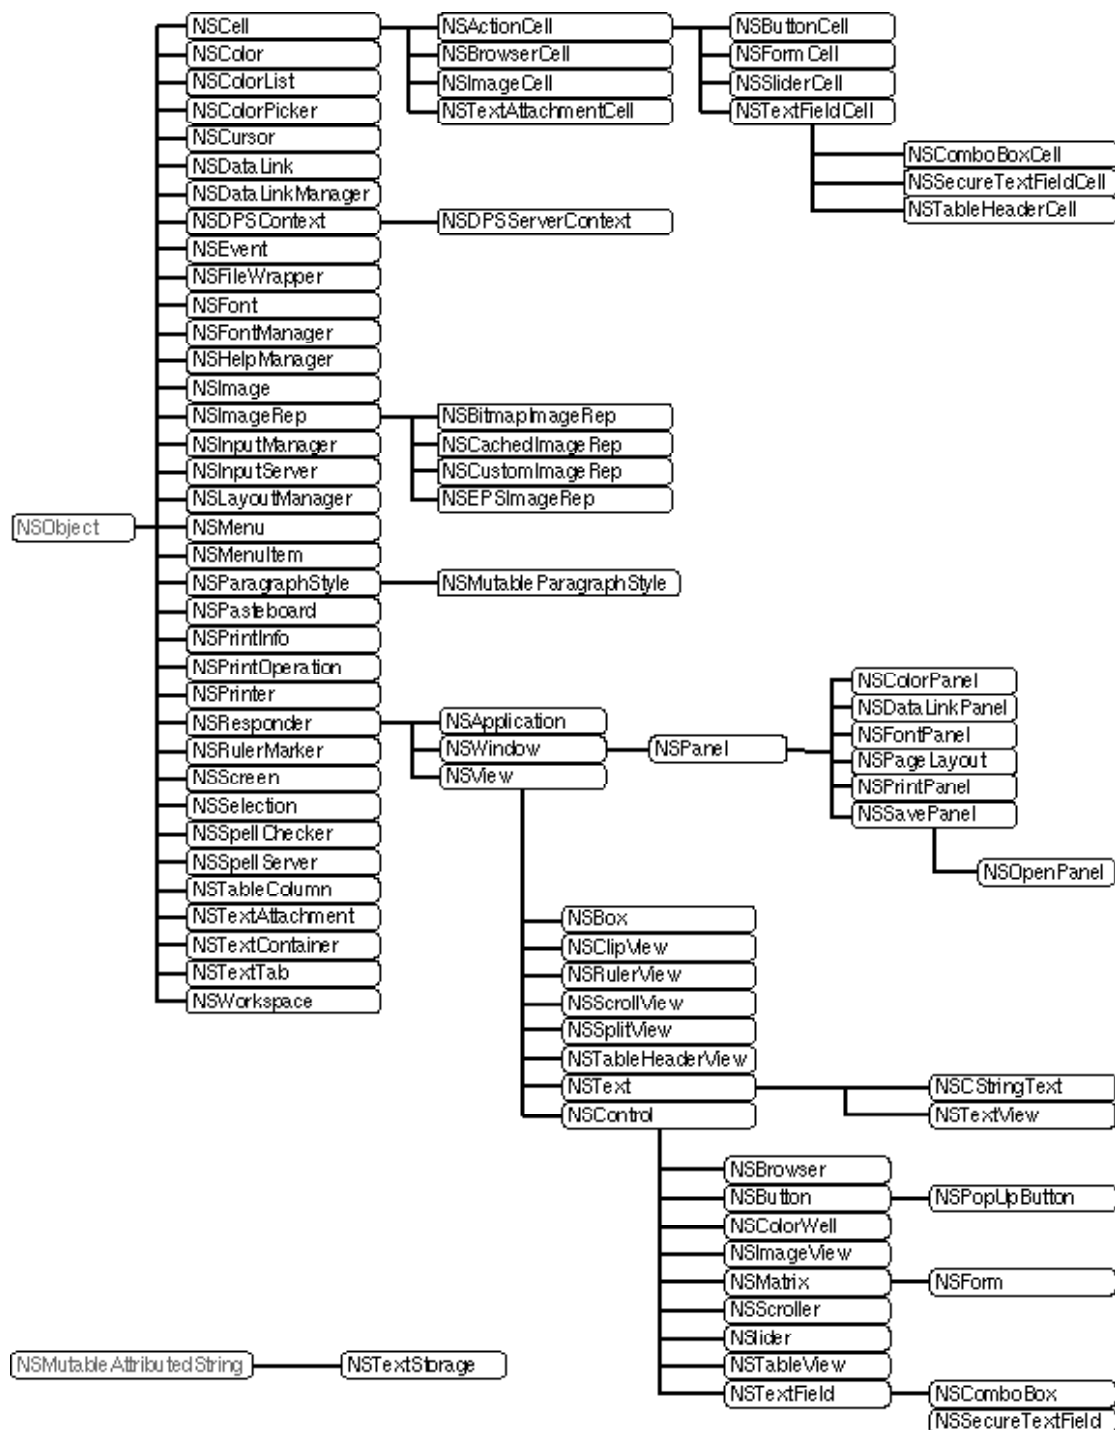 NSCell
NSActionCell
NSButtonCell
NSColor
NSBrowserCell
NSFormCell
NSColorList
NSImageCell
NSSliderCell
NSColorPicker
NSTextAttachmentCell
NSTextFieldCell
NSCursor
NSComboBoxCell
NSDataLink
NSSecureTextFieldCell
NSDataLinkManager
NSTableHeaderCell
NSDPSContext
NSDPSServerContext
NSEvent
NSFileWrapper
NSFont
NSFontManager
NSHelpManager
NSImage
NSImageRep
NSBitmapImageRep
NSInputManager
NSCachedImageRep
NSInputServer
NSCustomImageRep
NSLayoutManager
NSEPSImageRep
NSObject
NSMenu
NSMenuItem
NSParagraphStyle
NSMutableParagraphStyle
NSPasteboard
NSPrintInfo
NSPrintOperation
NSColorPanel
NSPrinter
NSDataLinkPanel
NSResponder
NSApplication
NSFontPanel
NSRulerMarker
NSWindow
NSPanel
NSPageLayout
NSScreen
NSView
NSPrintPanel
NSSelection
NSSavePanel
NSSpellChecker
NSSpellServer
NSOpenPanel
NSTableColumn
NSTextAttachment
NSBox
NSTextContainer
NSClipView
NSTextTab
NSRulerView
NSWorkspace
NSScrollView
NSSplitView
NSTableHeaderView
NSText
NSCStringText
NSControl
NSTextView
NSBrowser
NSButton
NSPopUpButton
NSColorWell
NSImageView
NSMatrix
NSForm
NSScroller
NSlider
NSMutableAttributedString
NSTextStorage
NSTableView
NSTextField
NSComboBox
NSSecureTextField